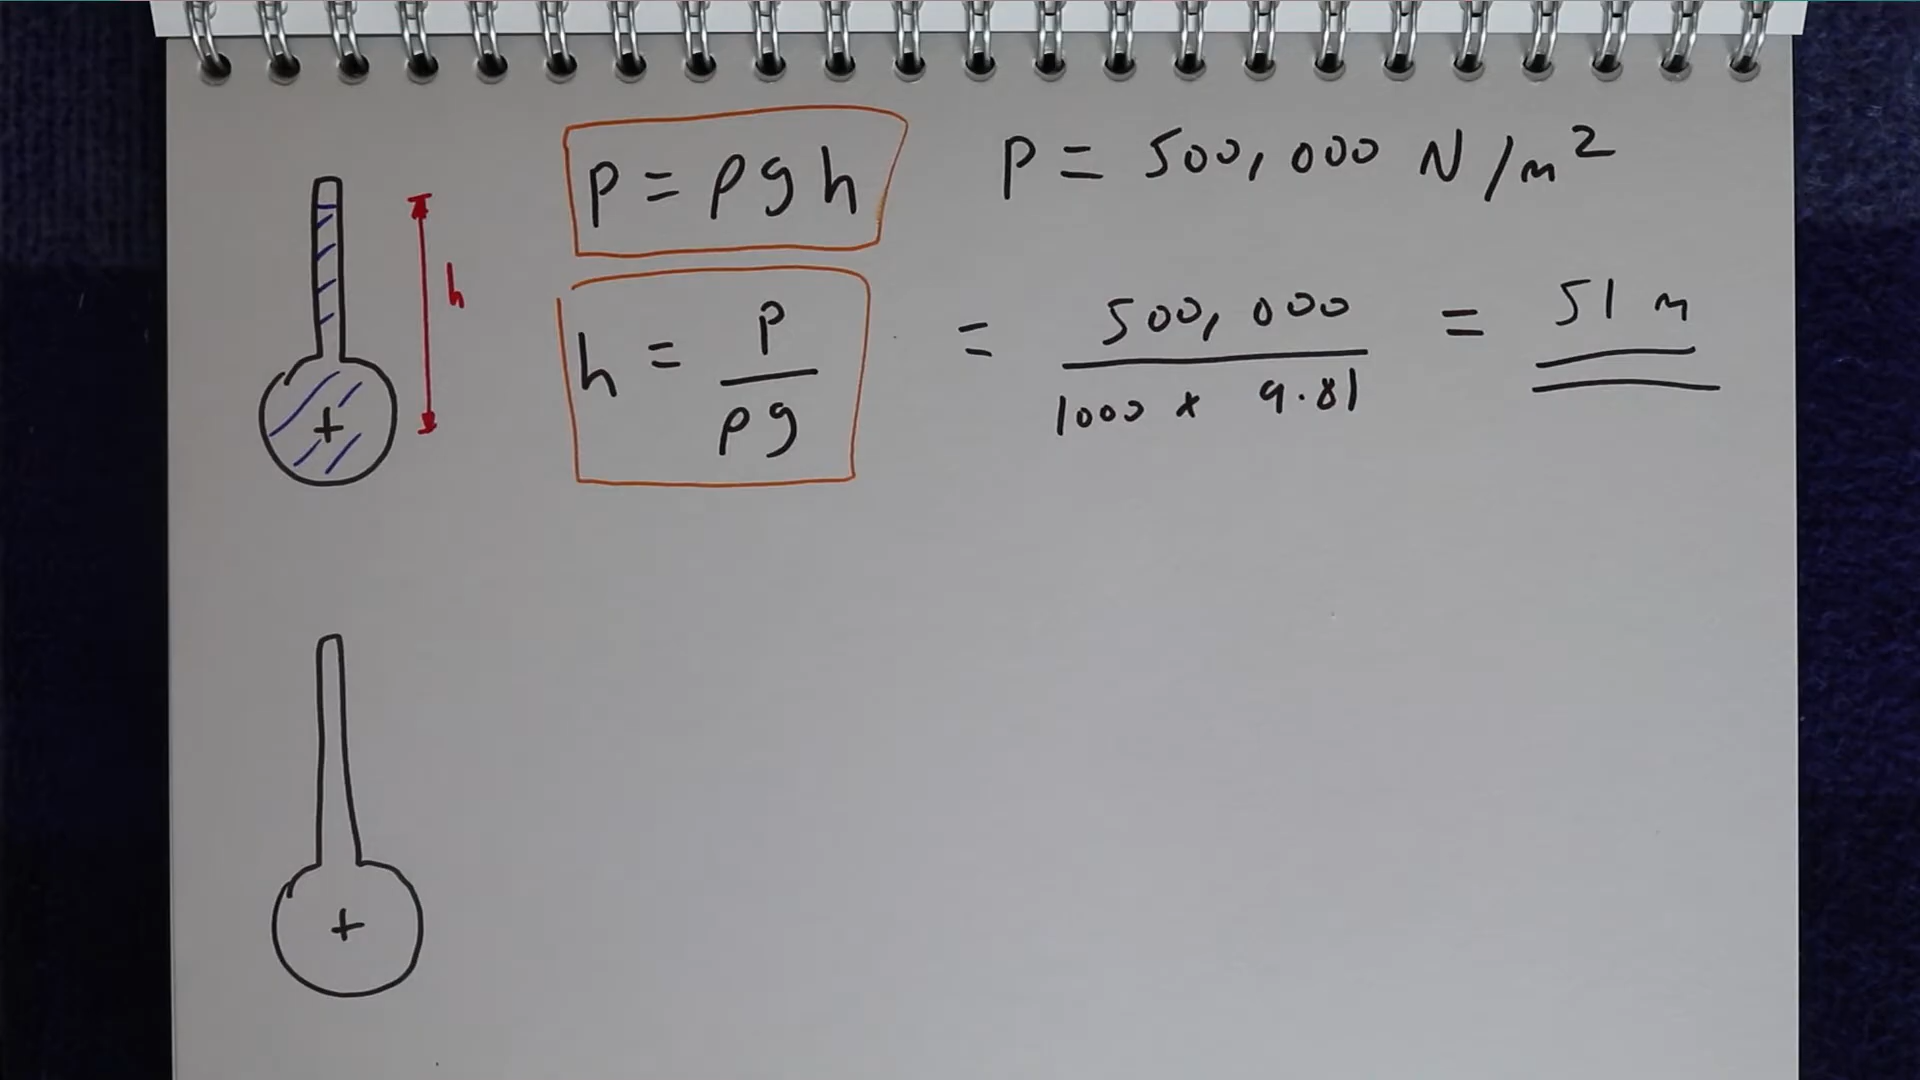 p = ρgh
P = 500,000 N/m²
h
h = p / ρg = 500,000 / 1000 × 9.81 = 51 m
+
+